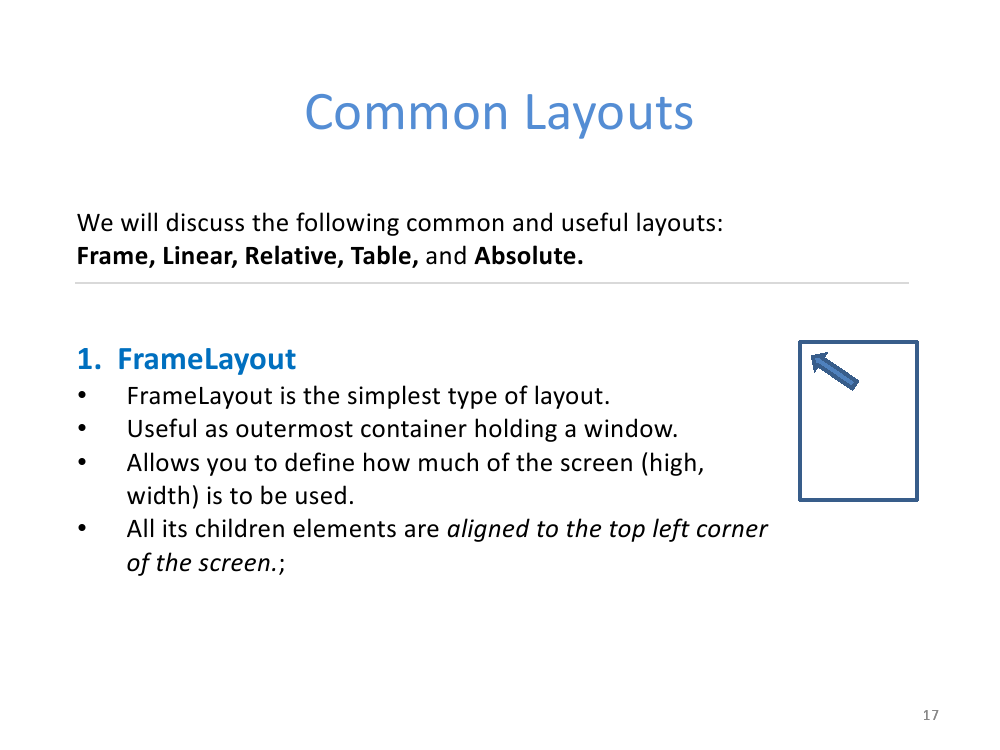 Common Layouts
We will discuss the following common and useful layouts:
Frame, Linear, Relative, Table, and Absolute.
1. FrameLayout
• FrameLayout is the simplest type of layout.
• Useful as outermost container holding a window.
• Allows you to define how much of the screen (high,
width) is to be used.
• All its children elements are aligned to the top left corner
of the screen.;
17